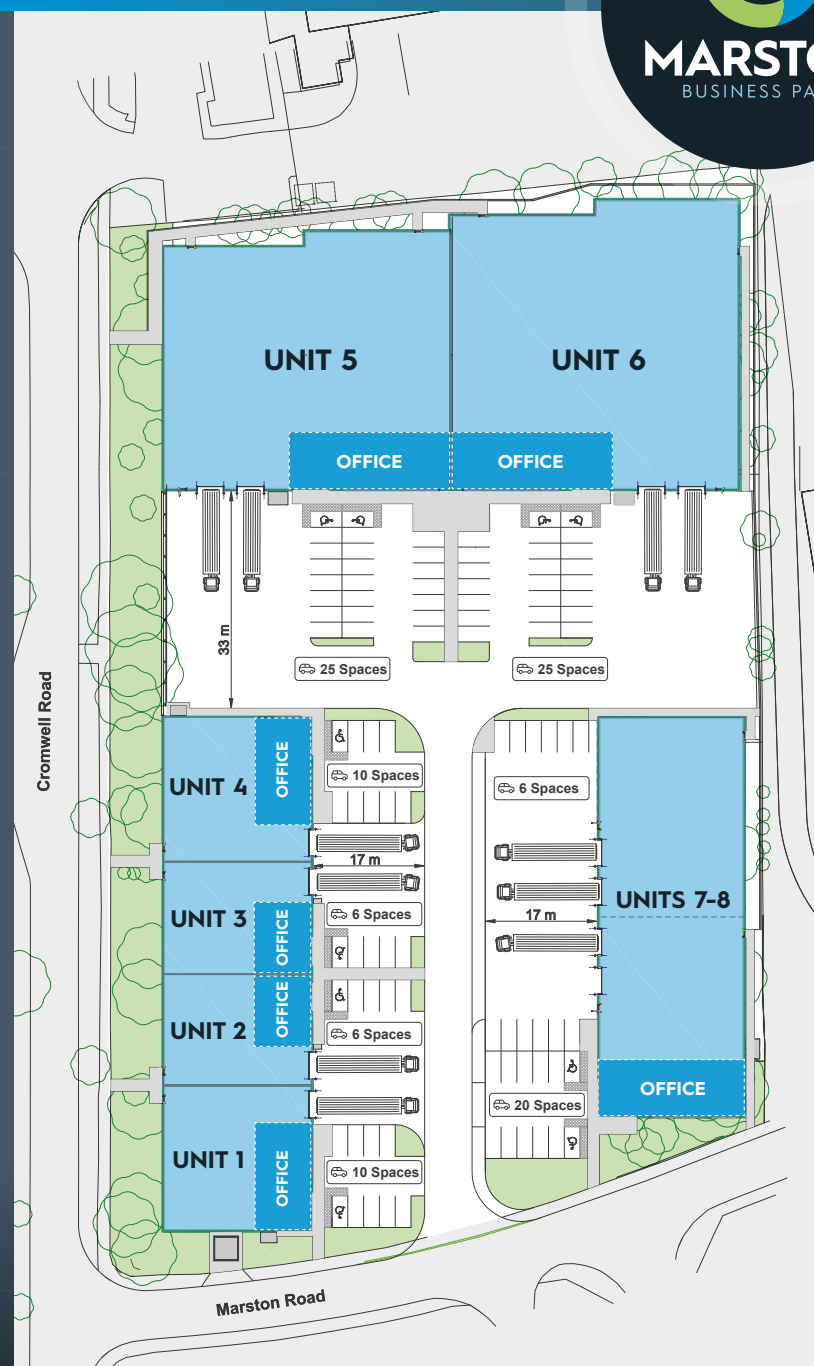 MARSTO
BUSINESS PA
UNIT 5
UNIT 6
OFFICE
OFFICE
33 m
25 Spaces
25 Spaces
Cromwell Road
UNIT 4
OFFICE
10 Spaces
6 Spaces
17 m
UNIT 3
OFFICE
6 Spaces
UNITS 7-8
17 m
UNIT 2
OFFICE
6 Spaces
OFFICE
20 Spaces
UNIT 1
OFFICE
10 Spaces
Marston Road